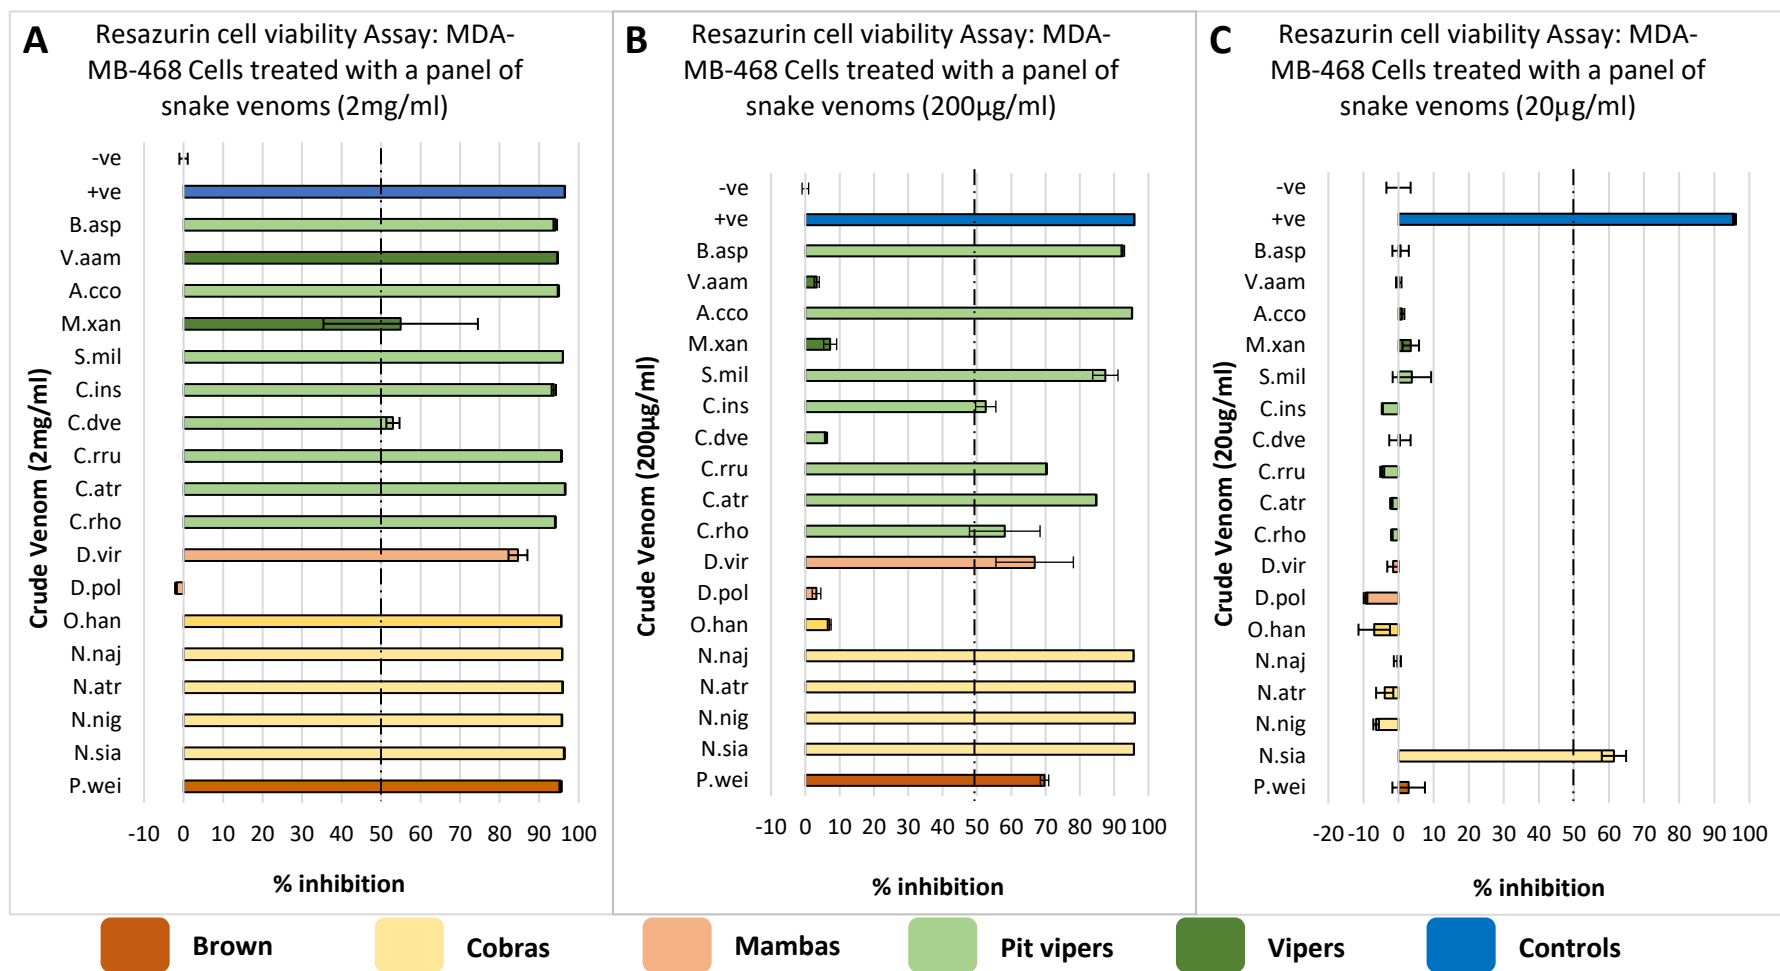 A
Resazurin cell viability Assay: MDA-
MB-468 Cells treated with a panel of
snake venoms (2mg/ml)
Crude Venom (2mg/ml)
-ve
+ve
B.asp
V.aam
A.cco
M.xan
S.mil
C.ins
C.dve
C.rru
C.atr
C.rho
D.vir
D.pol
O.han
N.naj
N.atr
N.nig
N.sia
P.wei
-10 0 10 20 30 40 50 60 70 80 90 100
% inhibition
B
Resazurin cell viability Assay: MDA-
MB-468 Cells treated with a panel of
snake venoms (200µg/ml)
Crude Venom (200µg/ml)
-ve
+ve
B.asp
V.aam
A.cco
M.xan
S.mil
C.ins
C.dve
C.rru
C.atr
C.rho
D.vir
D.pol
O.han
N.naj
N.atr
N.nig
N.sia
P.wei
-10 0 10 20 30 40 50 60 70 80 90 100
% inhibition
C
Resazurin cell viability Assay: MDA-
MB-468 Cells treated with a panel of
snake venoms (20µg/ml)
Crude Venom (20ug/ml)
-ve
+ve
B.asp
V.aam
A.cco
M.xan
S.mil
C.ins
C.dve
C.rru
C.atr
C.rho
D.vir
D.pol
O.han
N.naj
N.atr
N.nig
N.sia
P.wei
-20 -10 0 10 20 30 40 50 60 70 80 90 100
% inhibition
Brown Cobras Mambas Pit vipers Vipers Controls